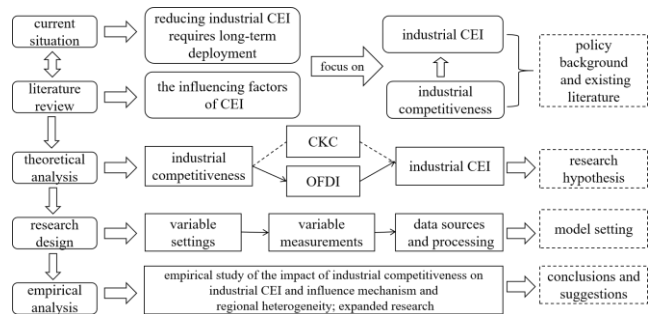 current
situation
reducing industrial CEI
requires long-term
deployment
industrial CEI
policy
background
and existing
literature
focus on
literature
review
the influencing factors
of CEI
industrial
competitiveness
theoretical
analysis
industrial
competitiveness
CKC
OFDI
industrial CEI
research
hypothesis
research
design
variable
settings
variable
measurements
data sources
and processing
model setting
empirical
analysis
empirical study of the impact of industrial competitiveness on
industrial CEI and influence mechanism and
regional heterogeneity; expanded research
conclusions and
suggestions